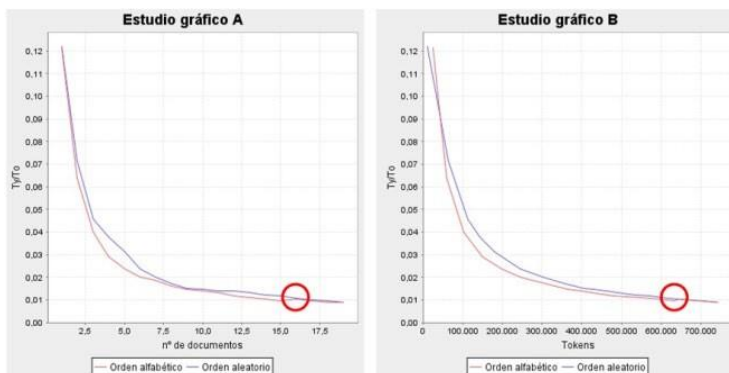 Estudio gráfico A
0,12
0,11
0,10
0,09
0,08
0,07
0,06
0,05
0,04
0,03
0,02
0,01
0,00
Ty/To
2,5 5,0 7,5 10,0 12,5 15,0 17,5
nº de documentos
Orden alfabético Orden aleatorio
Estudio gráfico B
0,12
0,11
0,10
0,09
0,08
0,07
0,06
0,05
0,04
0,03
0,02
0,01
0,00
Ty/To
0 100.000 200.000 300.000 400.000 500.000 600.000 700.000
Tokens
Orden alfabético Orden aleatorio